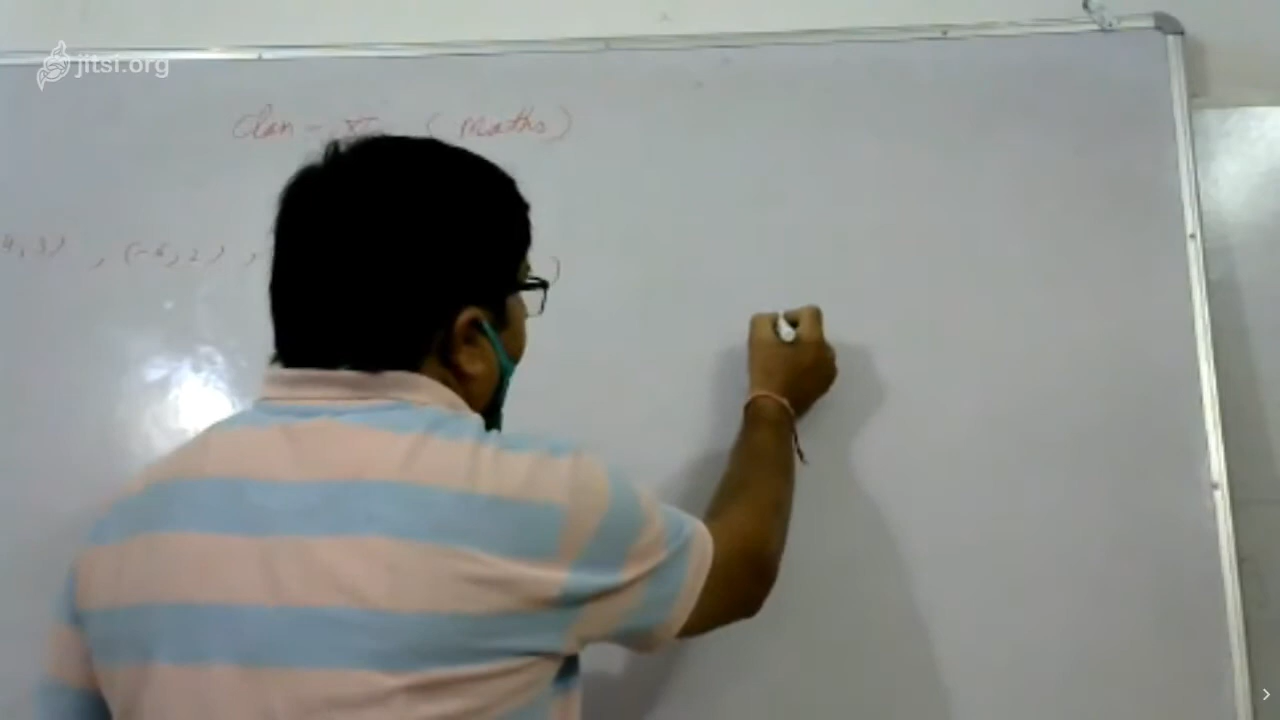 jitsi.org
Class - (Maths)
4, 3) , (-6, 2) , )